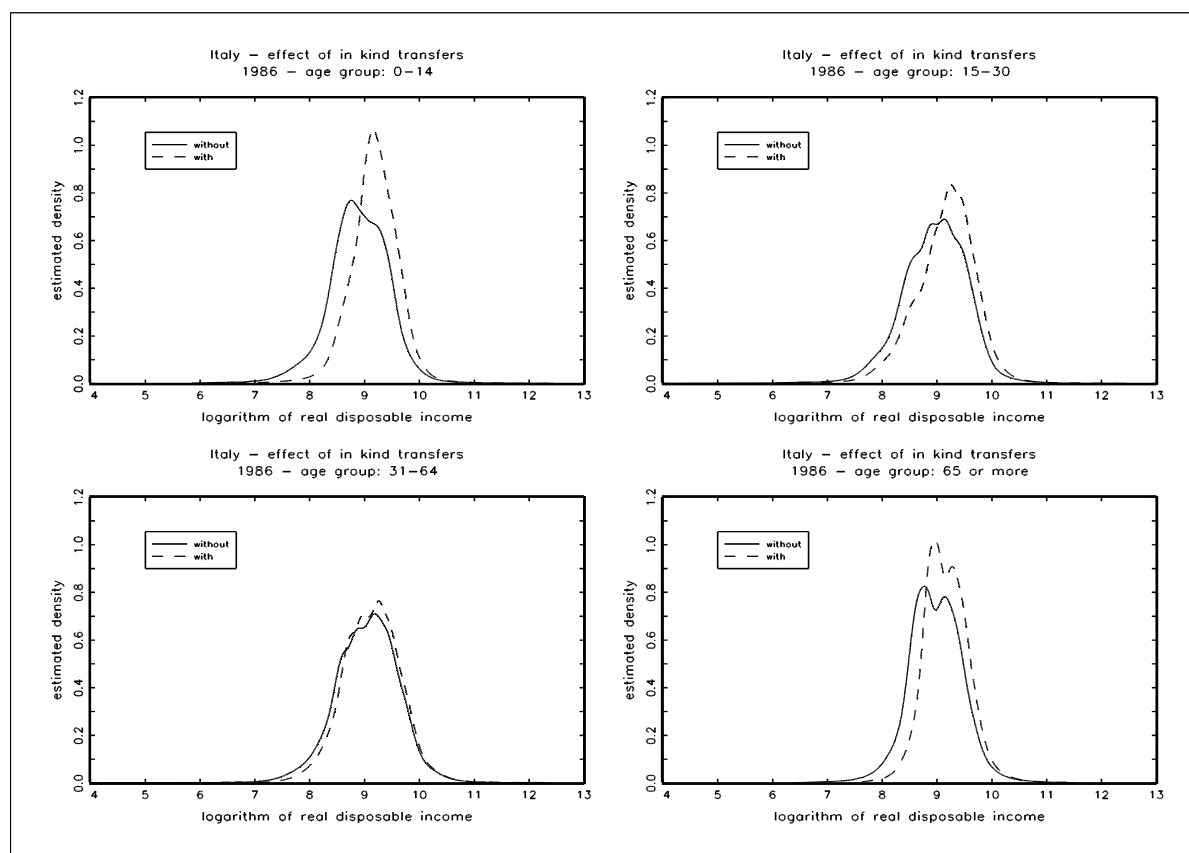 Italy – effect of in kind transfers
1986 – age group: 0–14
without
with
estimated density
0.0 0.2 0.4 0.6 0.8 1.0 1.2
4 5 6 7 8 9 10 11 12 13
logarithm of real disposable income
Italy – effect of in kind transfers
1986 – age group: 15–30
without
with
estimated density
0.0 0.2 0.4 0.6 0.8 1.0 1.2
4 5 6 7 8 9 10 11 12 13
logarithm of real disposable income
Italy – effect of in kind transfers
1986 – age group: 31–64
without
with
estimated density
0.0 0.2 0.4 0.6 0.8 1.0 1.2
4 5 6 7 8 9 10 11 12 13
logarithm of real disposable income
Italy – effect of in kind transfers
1986 – age group: 65 or more
without
with
estimated density
0.0 0.2 0.4 0.6 0.8 1.0 1.2
4 5 6 7 8 9 10 11 12 13
logarithm of real disposable income